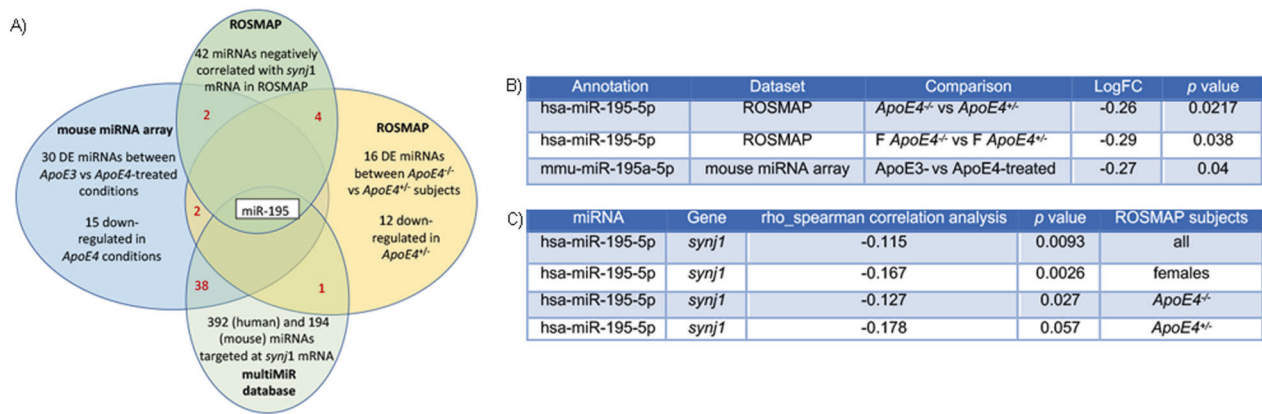 A)
ROSMAP
42 miRNAs negatively
correlated with synj1
mRNA in ROSMAP
2
4
mouse miRNA array
30 DE miRNAs between
ApoE3 vs ApoE4-treated
conditions
15 down-
regulated in
ApoE4 conditions
ROSMAP
16 DE miRNAs
between ApoE4-/-
vs ApoE4+/- subjects
12 down-
regulated in
ApoE4+/-
2
miR-195
38
1
392 (human) and 194
(mouse) miRNAs
targeted at synj1 mRNA
multiMiR
database
B)
Annotation Dataset Comparison LogFC p value
hsa-miR-195-5p ROSMAP ApoE4-/- vs ApoE4+/- -0.26 0.0217
hsa-miR-195-5p ROSMAP F ApoE4-/- vs F ApoE4+/- -0.29 0.038
mmu-miR-195a-5p mouse miRNA array ApoE3- vs ApoE4-treated -0.27 0.04
C)
miRNA Gene rho_spearman correlation analysis p value ROSMAP subjects
hsa-miR-195-5p synj1 -0.115 0.0093 all
hsa-miR-195-5p synj1 -0.167 0.0026 females
hsa-miR-195-5p synj1 -0.127 0.027 ApoE4-/-
hsa-miR-195-5p synj1 -0.178 0.057 ApoE4+/-